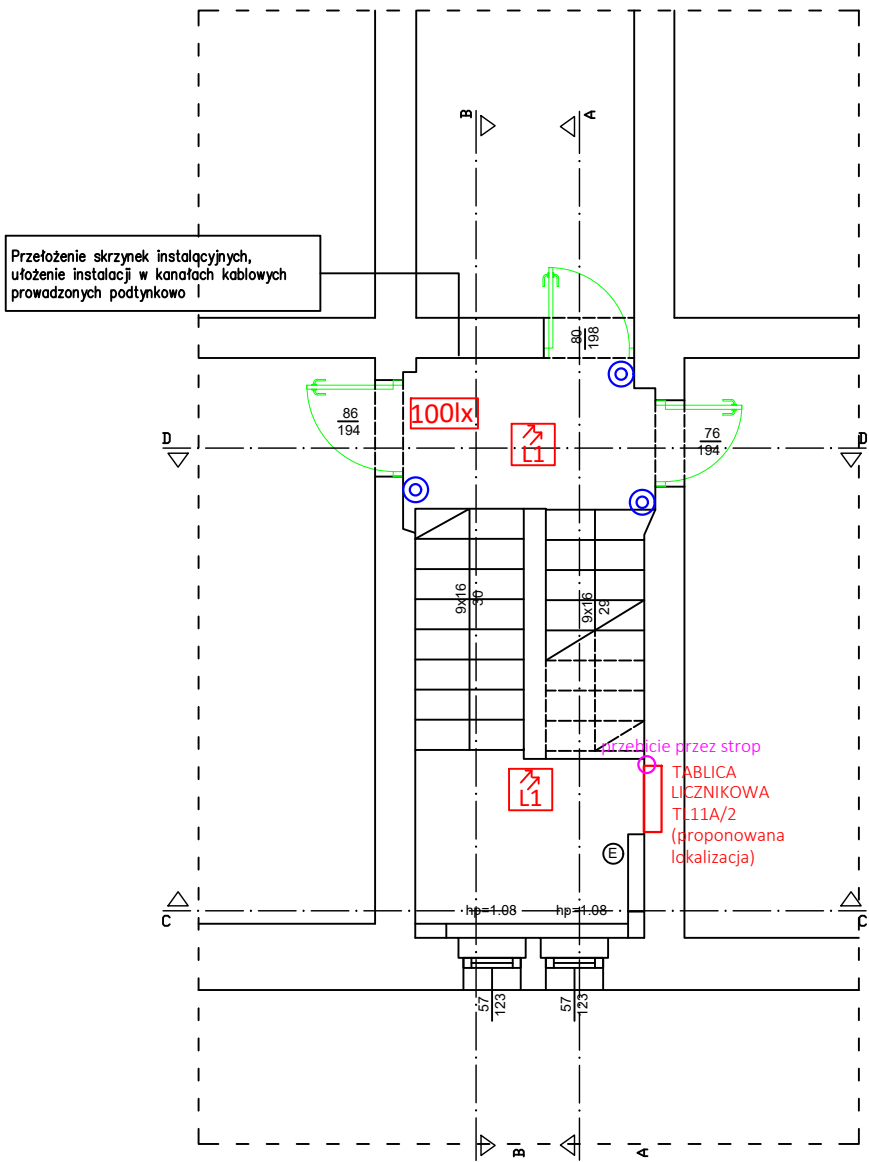 B
A
Przełożenie skrzynek instalącyjnych,
ułożenie instalacji w kanałach kablowych
prowadzonych podtynkowo
80
198
86
194
100lx
L1
76
194
D
D
9x16
30
9x16
29
przebicie przez strop
L1
TABLICA
LICZNIKOWA
TL11A/2
(proponowana
lokalizacja)
E
hp=1.08
hp=1.08
C
C
57
123
57
123
B
A